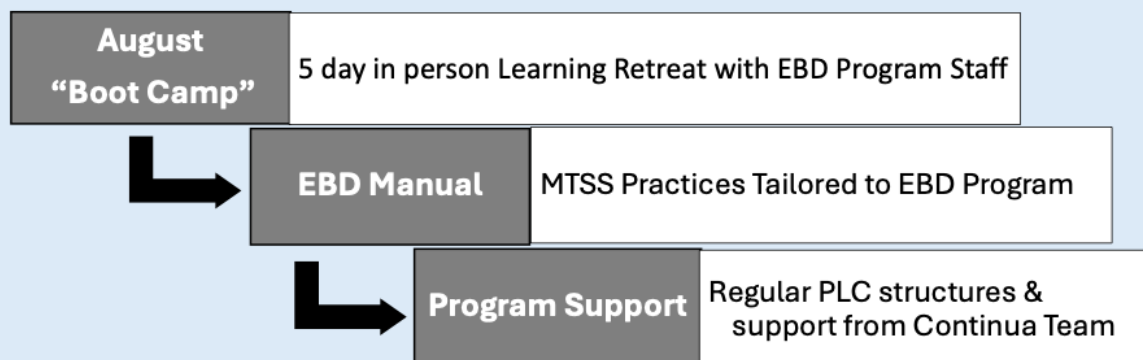 August
“Boot Camp”
5 day in person Learning Retreat with EBD Program Staff
EBD Manual
MTSS Practices Tailored to EBD Program
Program Support
Regular PLC structures &
support from Continua Team